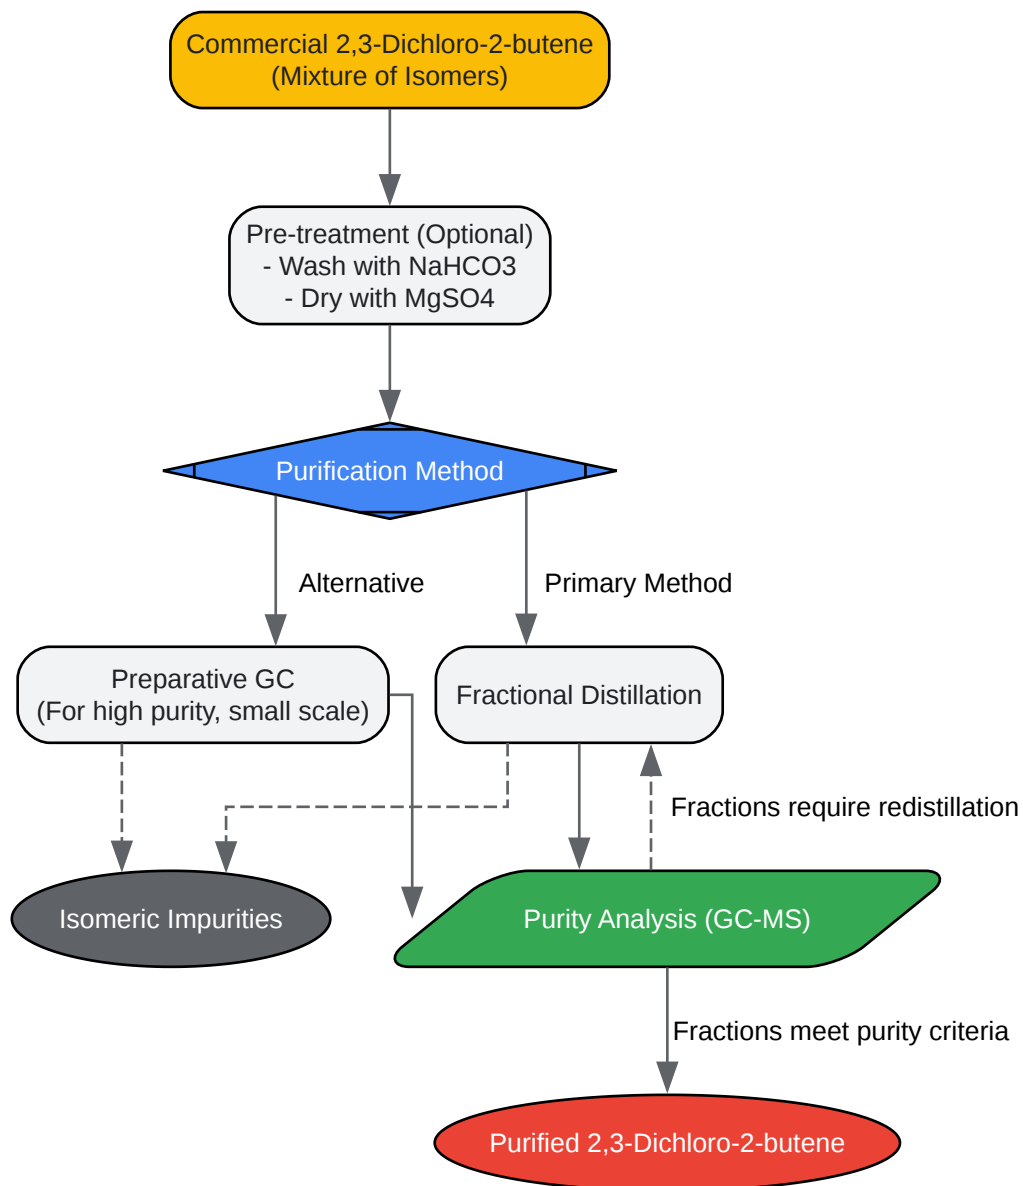 Commercial 2,3-Dichloro-2-butene
(Mixture of Isomers)
Pre-treatment (Optional)
- Wash with NaHCO3
- Dry with MgSO4
Purification Method
Alternative
Primary Method
Preparative GC
(For high purity, small scale)
Fractional Distillation
Fractions require redistillation
Isomeric Impurities
Purity Analysis (GC-MS)
Fractions meet purity criteria
Purified 2,3-Dichloro-2-butene